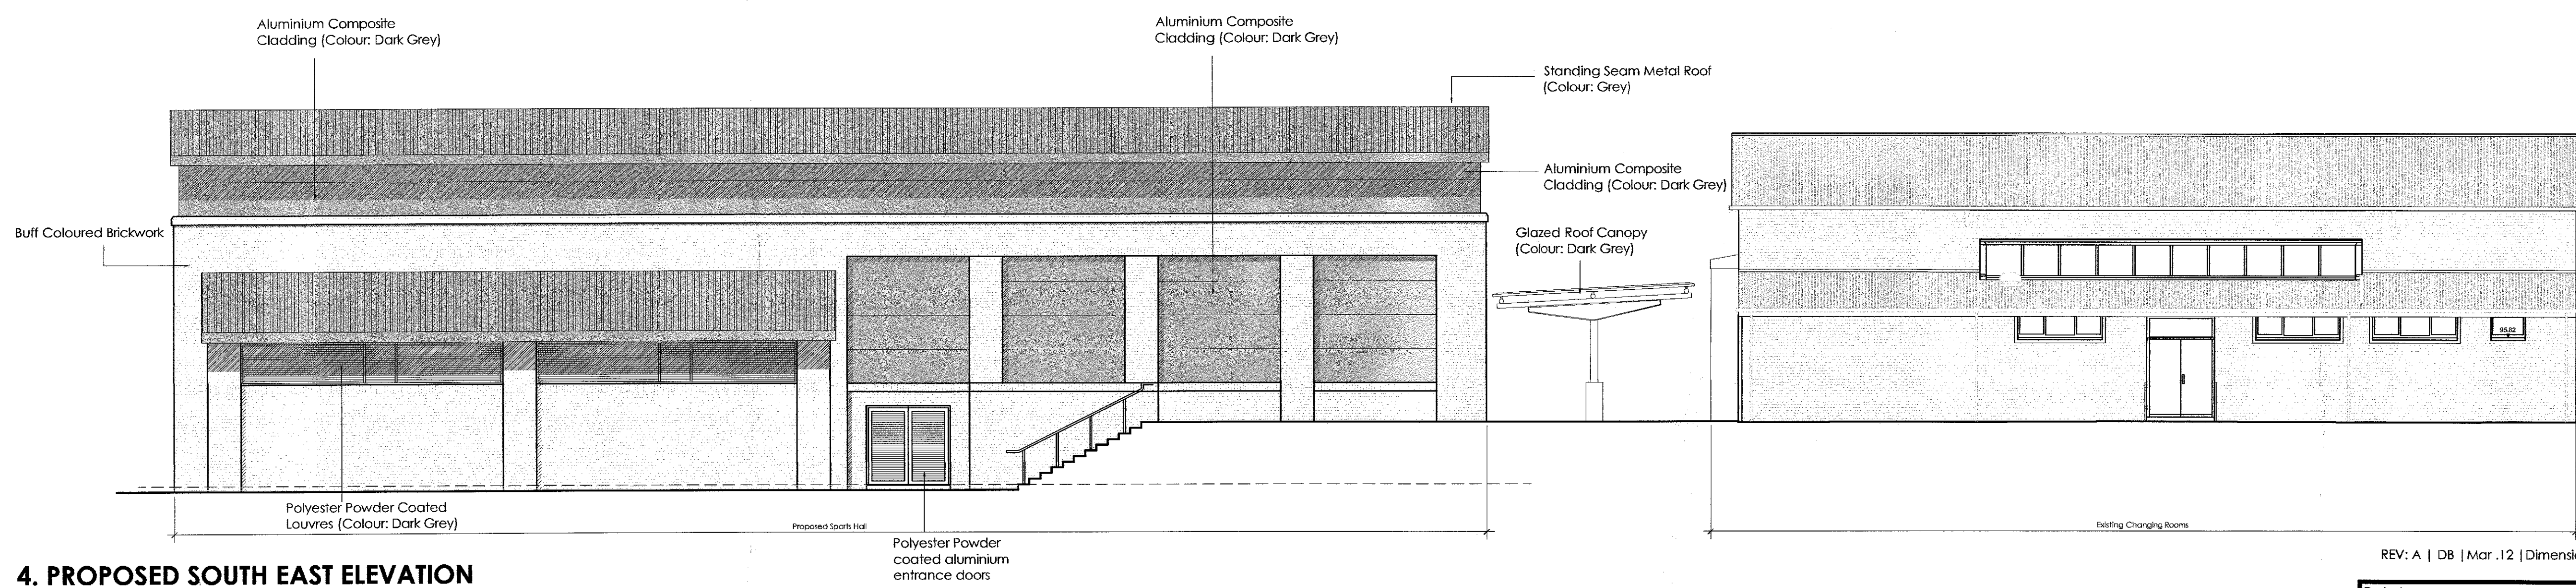 Aluminium Composite
Cladding (Colour: Dark Grey)
Aluminium Composite
Cladding (Colour: Dark Grey)
Standing Seam Metal Roof
(Colour: Grey)
Aluminium Composite
Cladding (Colour: Dark Grey)
Buff Coloured Brickwork
Glazed Roof Canopy
(Colour: Dark Grey)
95.82
Polyester Powder Coated
Louvres (Colour: Dark Grey)
Proposed Sports Hall
Existing Changing Rooms
Polyester Powder
coated aluminium
entrance doors
REV: A | DB | Mar .12 | Dimensi
4. PROPOSED SOUTH EAST ELEVATION